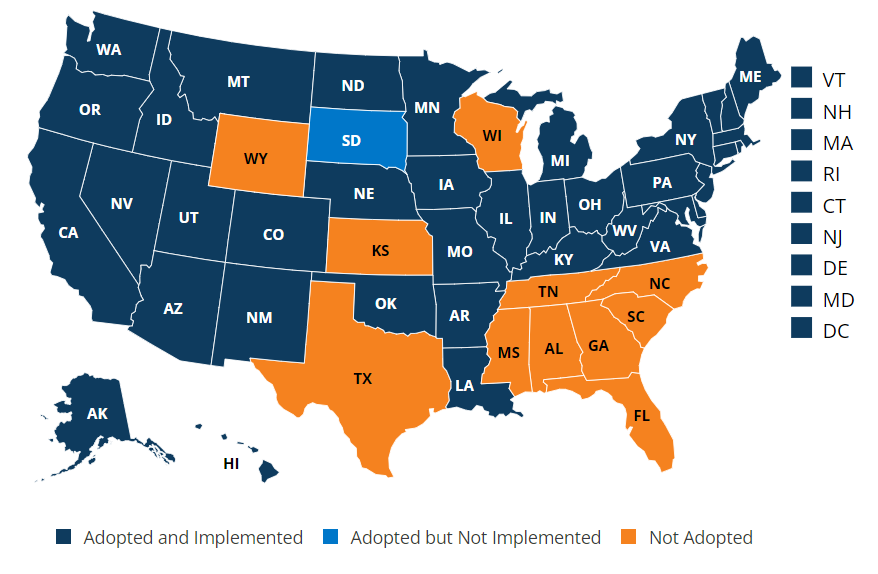 WA
ME
VT
MT
ND
MN
OR
NH
ID
SD
WI
NY
MA
WY
MI
RI
PA
IA
NE
NV
OH
CT
UT
IL
IN
WV
CA
CO
NJ
VA
KS
MO
KY
DE
NC
TN
AZ
NM
OK
AR
SC
MD
DC
MS
AL
GA
TX
LA
AK
FL
HI
Adopted and Implemented
Adopted but Not Implemented
Not Adopted